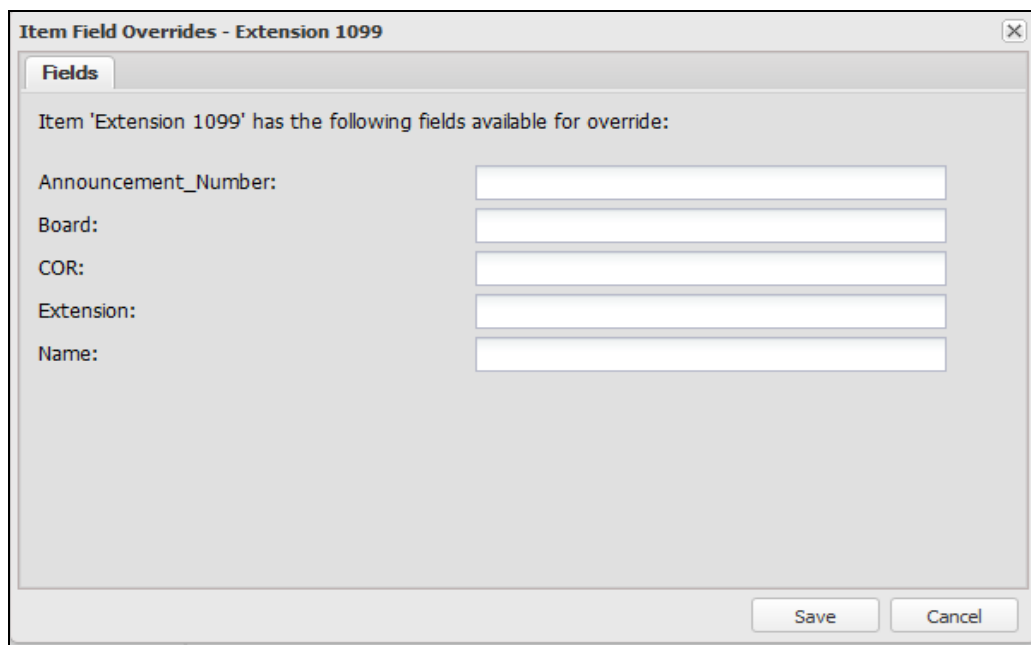 Item Field Overrides - Extension 1099
Fields
Item 'Extension 1099' has the following fields available for override:
Announcement_Number:
Board:
COR:
Extension:
Name:
Save Cancel